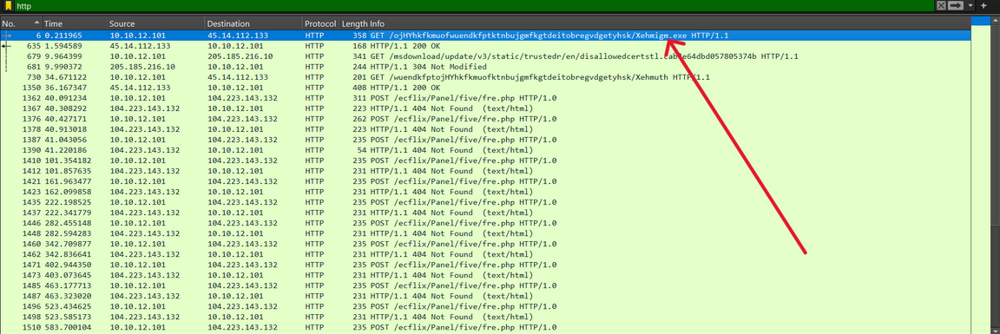 http
No. Time Source Destination Protocol Length Info
6 0.211965 10.10.12.101 45.14.112.133 HTTP 358 GET /ojHYhkfkmuofwuendkfptktnbujgmfkgtdeitobregvdgetyhsk/Xehmigm.exe HTTP/1.1
635 1.594589 45.14.112.133 10.10.12.101 HTTP 168 HTTP/1.1 200 OK
679 9.964399 10.10.12.101 205.185.216.10 HTTP 341 GET /msdownload/update/v3/static/trustedr/en/disallowedcertstl.cab? HTTP/1.1
681 9.990372 205.185.216.10 10.10.12.101 HTTP 244 HTTP/1.1 304 Not Modified
730 34.671122 10.10.12.101 45.14.112.133 HTTP 201 GET /wuendkfptojHYhkfkmuofktnbujgmfkgtdeitobregvdgetyhsk/Xehmuth HTTP/1.1
1350 36.167347 45.14.112.133 10.10.12.101 HTTP 408 HTTP/1.1 200 OK
1362 40.091234 10.10.12.101 104.223.143.132 HTTP 311 POST /ecflix/Panel/five/fre.php HTTP/1.0
1367 40.308292 104.223.143.132 10.10.12.101 HTTP 223 HTTP/1.1 404 Not Found (text/html)
1376 40.427171 10.10.12.101 104.223.143.132 HTTP 262 POST /ecflix/Panel/five/fre.php HTTP/1.0
1378 40.913018 104.223.143.132 10.10.12.101 HTTP 223 HTTP/1.1 404 Not Found (text/html)
1387 41.043056 10.10.12.101 104.223.143.132 HTTP 235 POST /ecflix/Panel/five/fre.php HTTP/1.0
1390 41.220186 104.223.143.132 10.10.12.101 HTTP 54 HTTP/1.1 404 Not Found (text/html)
1410 101.354182 10.10.12.101 104.223.143.132 HTTP 235 POST /ecflix/Panel/five/fre.php HTTP/1.0
1412 101.857635 104.223.143.132 10.10.12.101 HTTP 231 HTTP/1.1 404 Not Found (text/html)
1421 161.963477 10.10.12.101 104.223.143.132 HTTP 235 POST /ecflix/Panel/five/fre.php HTTP/1.0
1423 162.099858 104.223.143.132 10.10.12.101 HTTP 231 HTTP/1.1 404 Not Found (text/html)
1435 222.198525 10.10.12.101 104.223.143.132 HTTP 235 POST /ecflix/Panel/five/fre.php HTTP/1.0
1437 222.341779 104.223.143.132 10.10.12.101 HTTP 231 HTTP/1.1 404 Not Found (text/html)
1446 282.455148 10.10.12.101 104.223.143.132 HTTP 235 POST /ecflix/Panel/five/fre.php HTTP/1.0
1448 282.594283 104.223.143.132 10.10.12.101 HTTP 231 HTTP/1.1 404 Not Found (text/html)
1460 342.709877 10.10.12.101 104.223.143.132 HTTP 235 POST /ecflix/Panel/five/fre.php HTTP/1.0
1462 342.836641 104.223.143.132 10.10.12.101 HTTP 231 HTTP/1.1 404 Not Found (text/html)
1471 402.944350 10.10.12.101 104.223.143.132 HTTP 235 POST /ecflix/Panel/five/fre.php HTTP/1.0
1473 403.073645 104.223.143.132 10.10.12.101 HTTP 231 HTTP/1.1 404 Not Found (text/html)
1485 463.177713 10.10.12.101 104.223.143.132 HTTP 235 POST /ecflix/Panel/five/fre.php HTTP/1.0
1487 463.323020 104.223.143.132 10.10.12.101 HTTP 231 HTTP/1.1 404 Not Found (text/html)
1496 523.434625 10.10.12.101 104.223.143.132 HTTP 235 POST /ecflix/Panel/five/fre.php HTTP/1.0
1498 523.585173 104.223.143.132 10.10.12.101 HTTP 231 HTTP/1.1 404 Not Found (text/html)
1510 583.700104 10.10.12.101 104.223.143.132 HTTP 235 POST /ecflix/Panel/five/fre.php HTTP/1.0